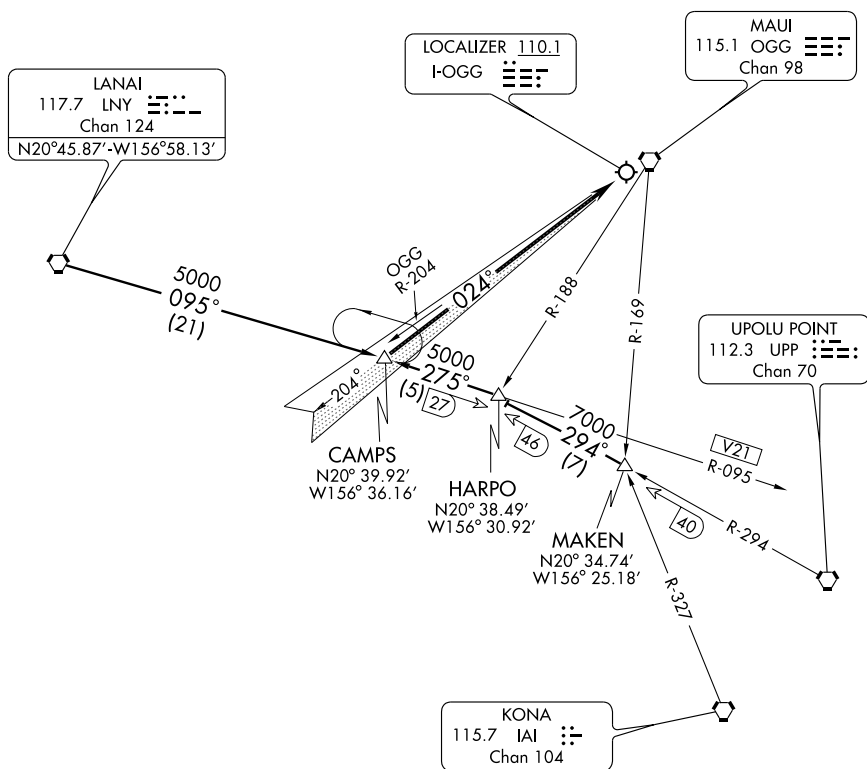 LOCALIZER 110.1
I-OGG
MAUI
115.1 OGG
Chan 98
LANAI
117.7 LNY
Chan 124
N20°45.87'-W156°58.13'
5000
095°
(21)
OGG
R-204
024°
204°
R-188
R-169
UPOLU POINT
112.3 UPP
Chan 70
5000
275°
(5)
27
7000
294°
(7)
46
V21
R-095
40
R-294
CAMPS
N20° 39.92'
W156° 36.16'
HARPO
N20° 38.49'
W156° 30.92'
MAKEN
N20° 34.74'
W156° 25.18'
R-327
KONA
115.7 IAI
Chan 104